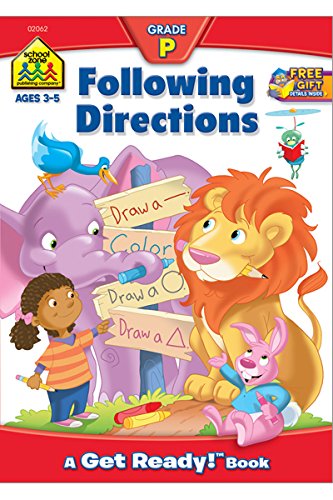 02062
GRADE
P
school
zone
publishing company
AGES 3-5
Following
Directions
FREE
GIFT
DETAILS INSIDE
Draw a —
Color
Draw a ○
Draw a △
A Get Ready!™ Book